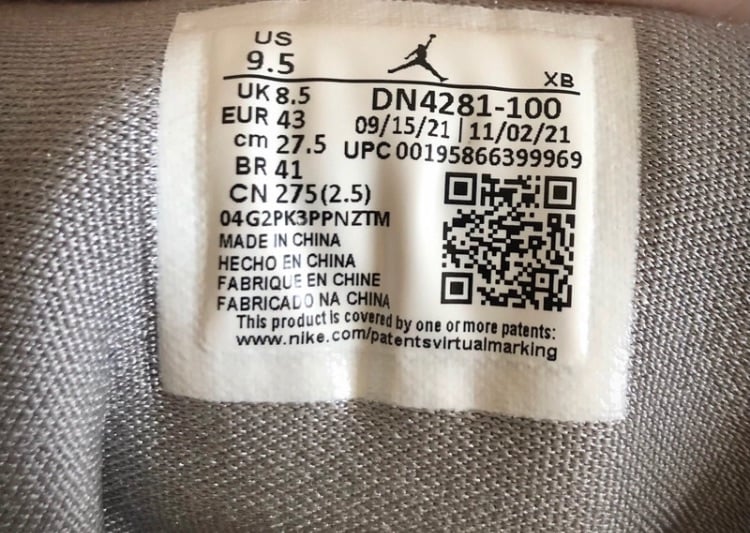 US
9.5
XB
UK 8.5
DN4281-100
EUR 43
09/15/21 | 11/02/21
cm 27.5
UPC 00195866399969
BR 41
CN 275(2.5)
04G2PK3PPNZTM
MADE IN CHINA
HECHO EN CHINA
FABRIQUE EN CHINE
FABRICADO NA CHINA
This product is covered by one or more patents:
www.nike.com/patentsvirtualmarking